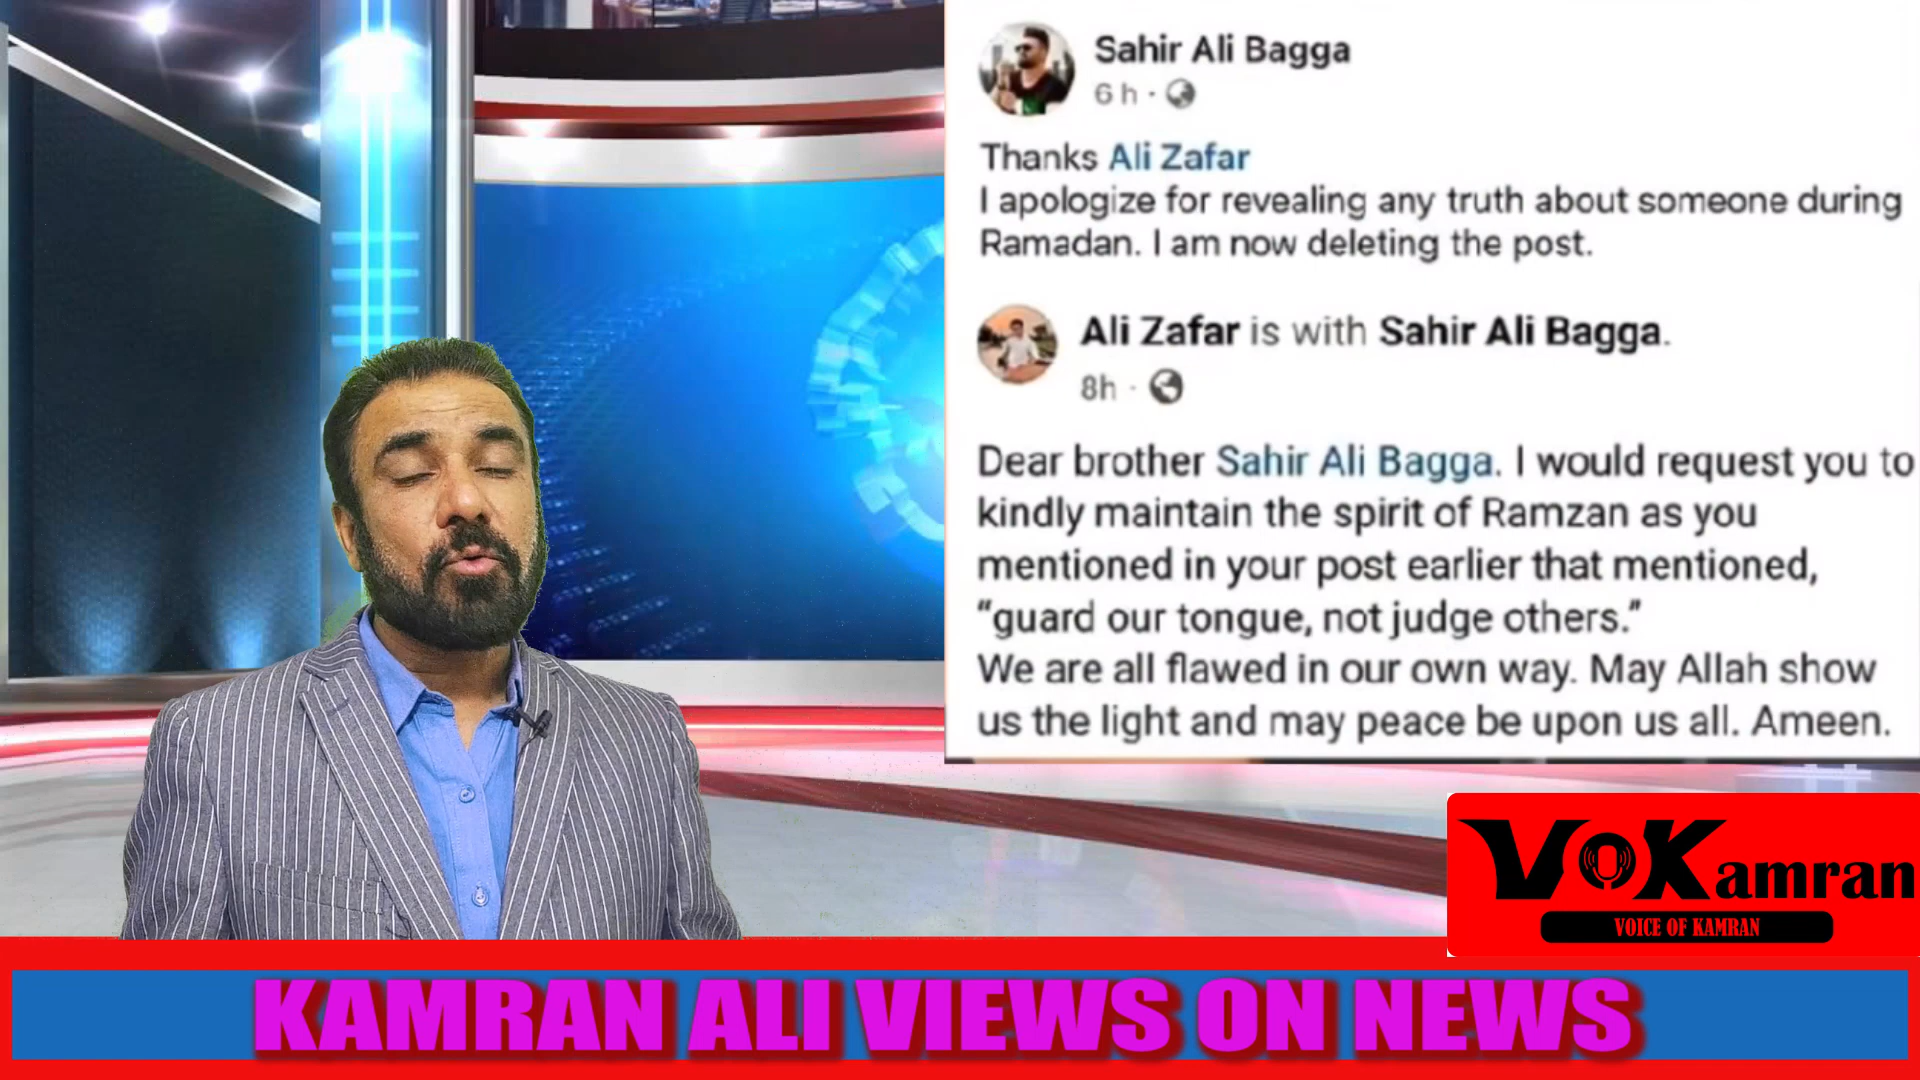 Sahir Ali Bagga
6 h ·
Thanks Ali Zafar
I apologize for revealing any truth about someone during
Ramadan. I am now deleting the post.
Ali Zafar is with Sahir Ali Bagga.
8h ·
Dear brother Sahir Ali Bagga. I would request you to
kindly maintain the spirit of Ramzan as you
mentioned in your post earlier that mentioned,
“guard our tongue, not judge others.”
We are all flawed in our own way. May Allah show
us the light and may peace be upon us all. Ameen.
VOKamran
VOICE OF KAMRAN
KAMRAN ALI VIEWS ON NEWS